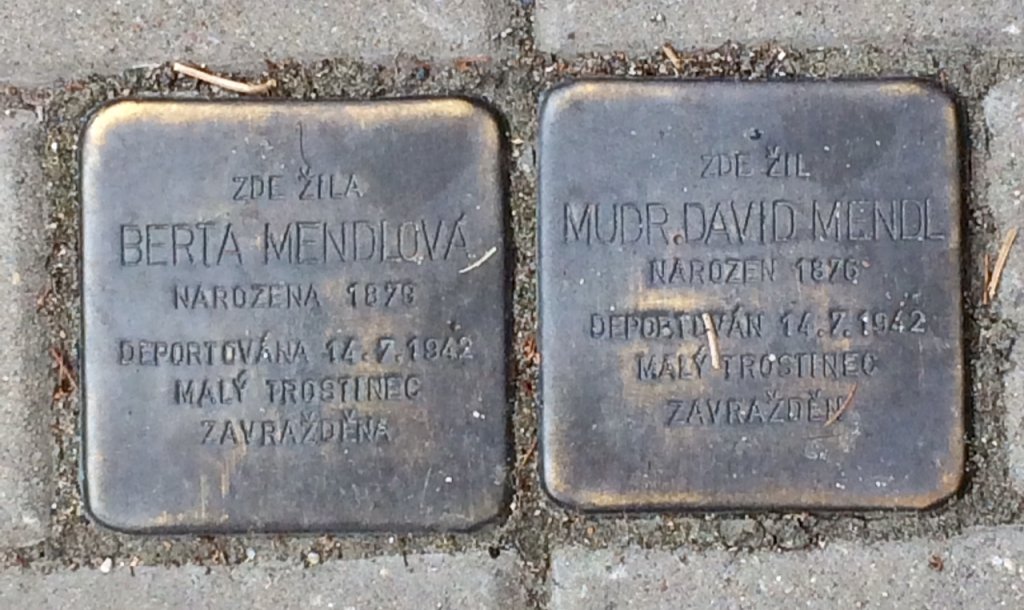 ZDE ŽILA
BERTA MENDLOVÁ
NAROZENA 1878
DEPORTOVÁNA 14.7.1942
MALÝ TROSTINEC
ZAVRAŽDĚNA
ZDE ŽIL
MUDR. DAVID MENDL
NAROZEN 1876
DEPORTOVÁN 14.7.1942
MALÝ TROSTINEC
ZAVRAŽDĚN